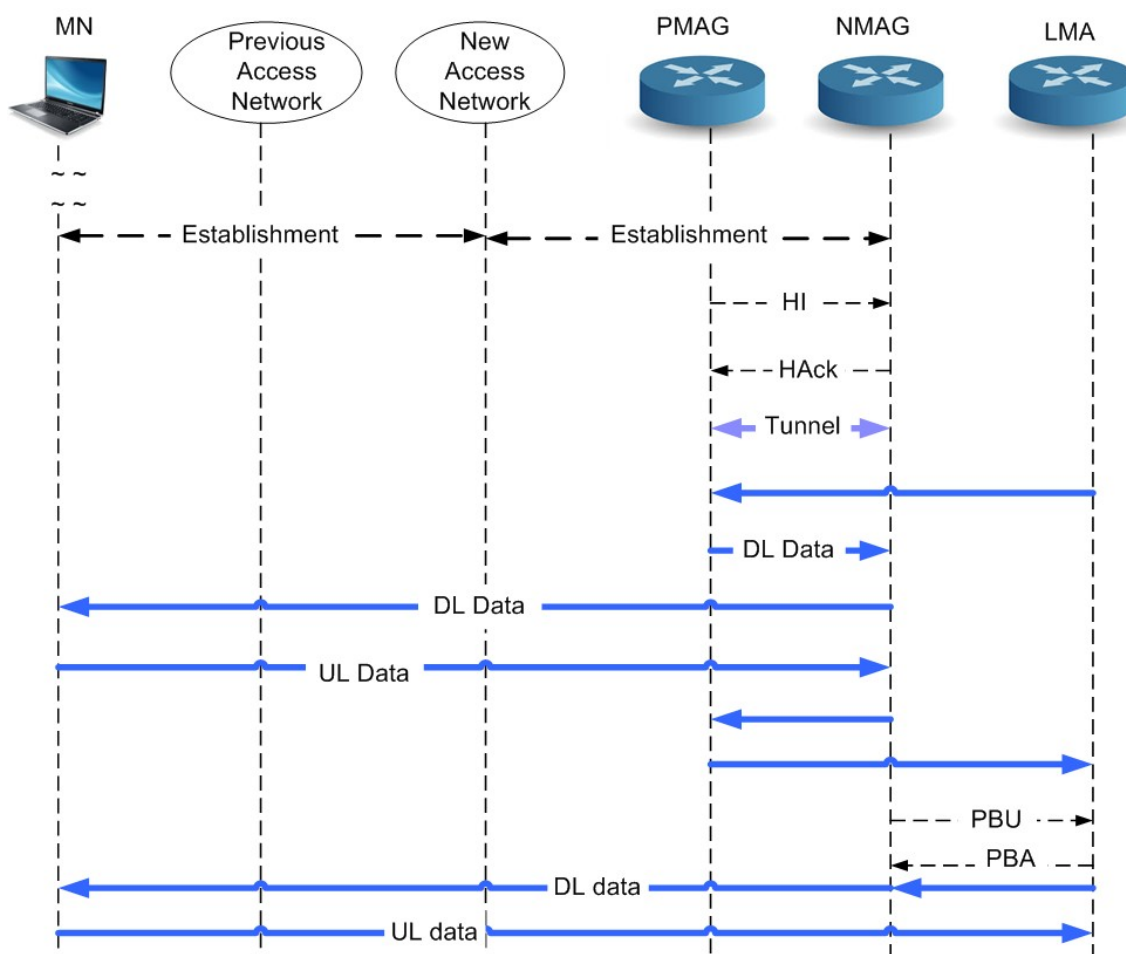 MN
Previous
Access
Network
New
Access
Network
PMAG
NMAG
LMA
~ ~
~ ~
Establishment
Establishment
HI
HAck
Tunnel
DL Data
DL Data
UL Data
PBU
PBA
DL data
UL data